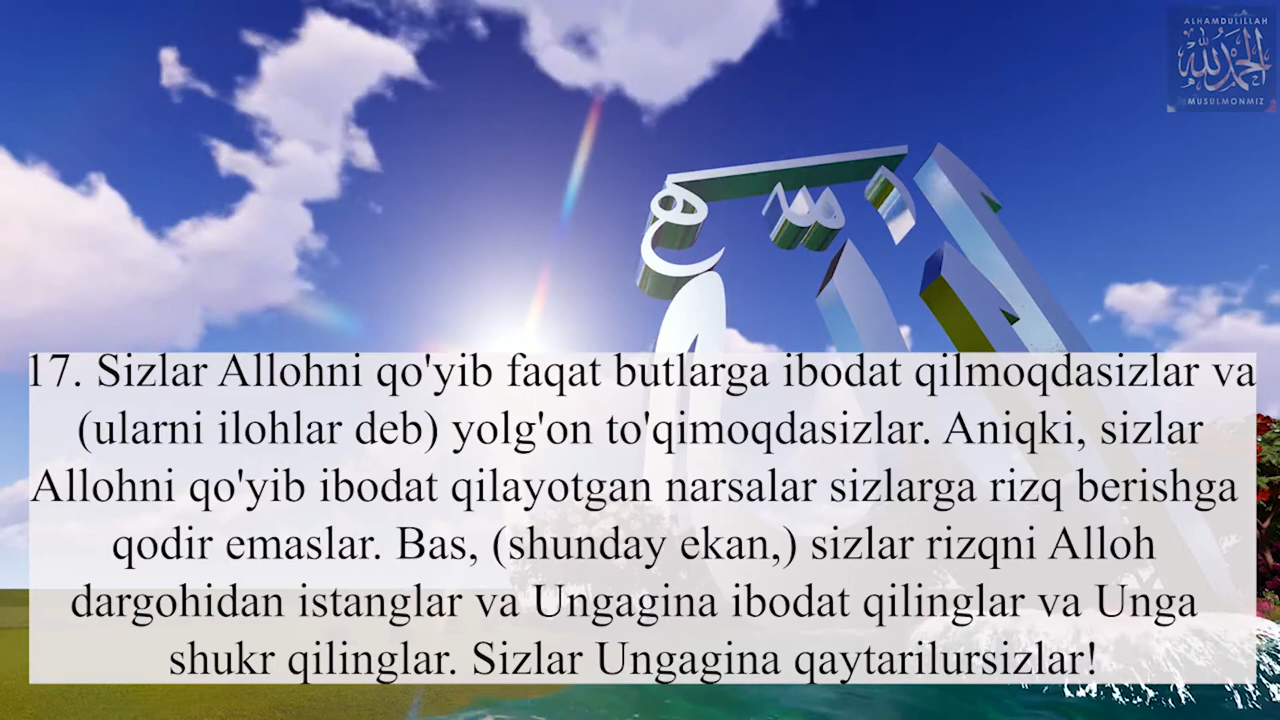 ALHAMDULILLAH
الحمد لله
MUSULMONMIZ
17. Sizlar Allohni qo'yib faqat butlarga ibodat qilmoqdasizlar va
(ularni ilohlar deb) yolg'on to'qimoqdasizlar. Aniqki, sizlar
Allohni qo'yib ibodat qilayotgan narsalar sizlarga rizq berishga
qodir emaslar. Bas, (shunday ekan,) sizlar rizqni Alloh
dargohidan istanglar va Ungagina ibodat qilinglar va Unga
shukr qilinglar. Sizlar Ungagina qaytarilursizlar!